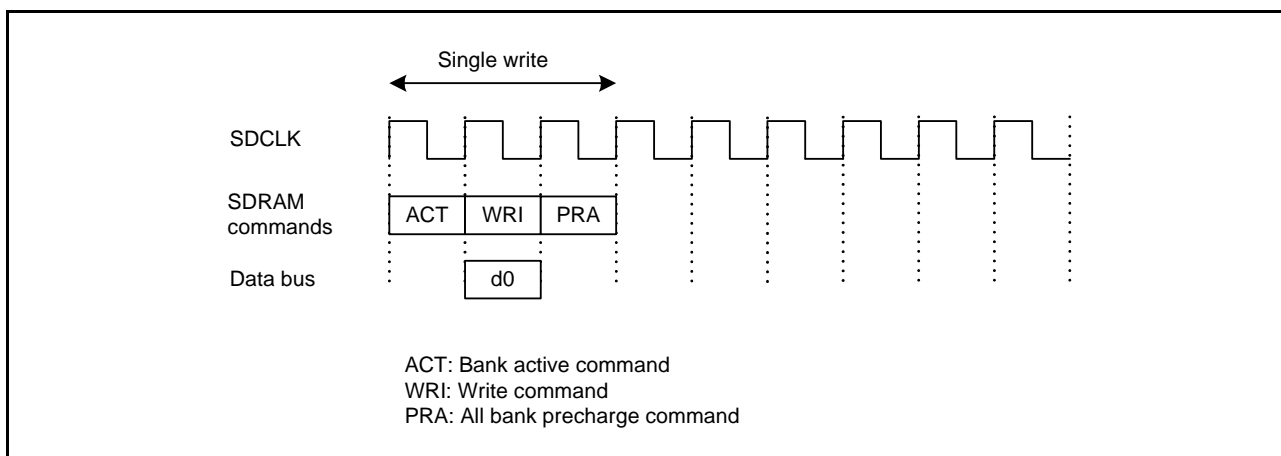 Single write
SDCLK
SDRAM
commands
ACT WRI PRA
Data bus
d0
ACT: Bank active command
WRI: Write command
PRA: All bank precharge command